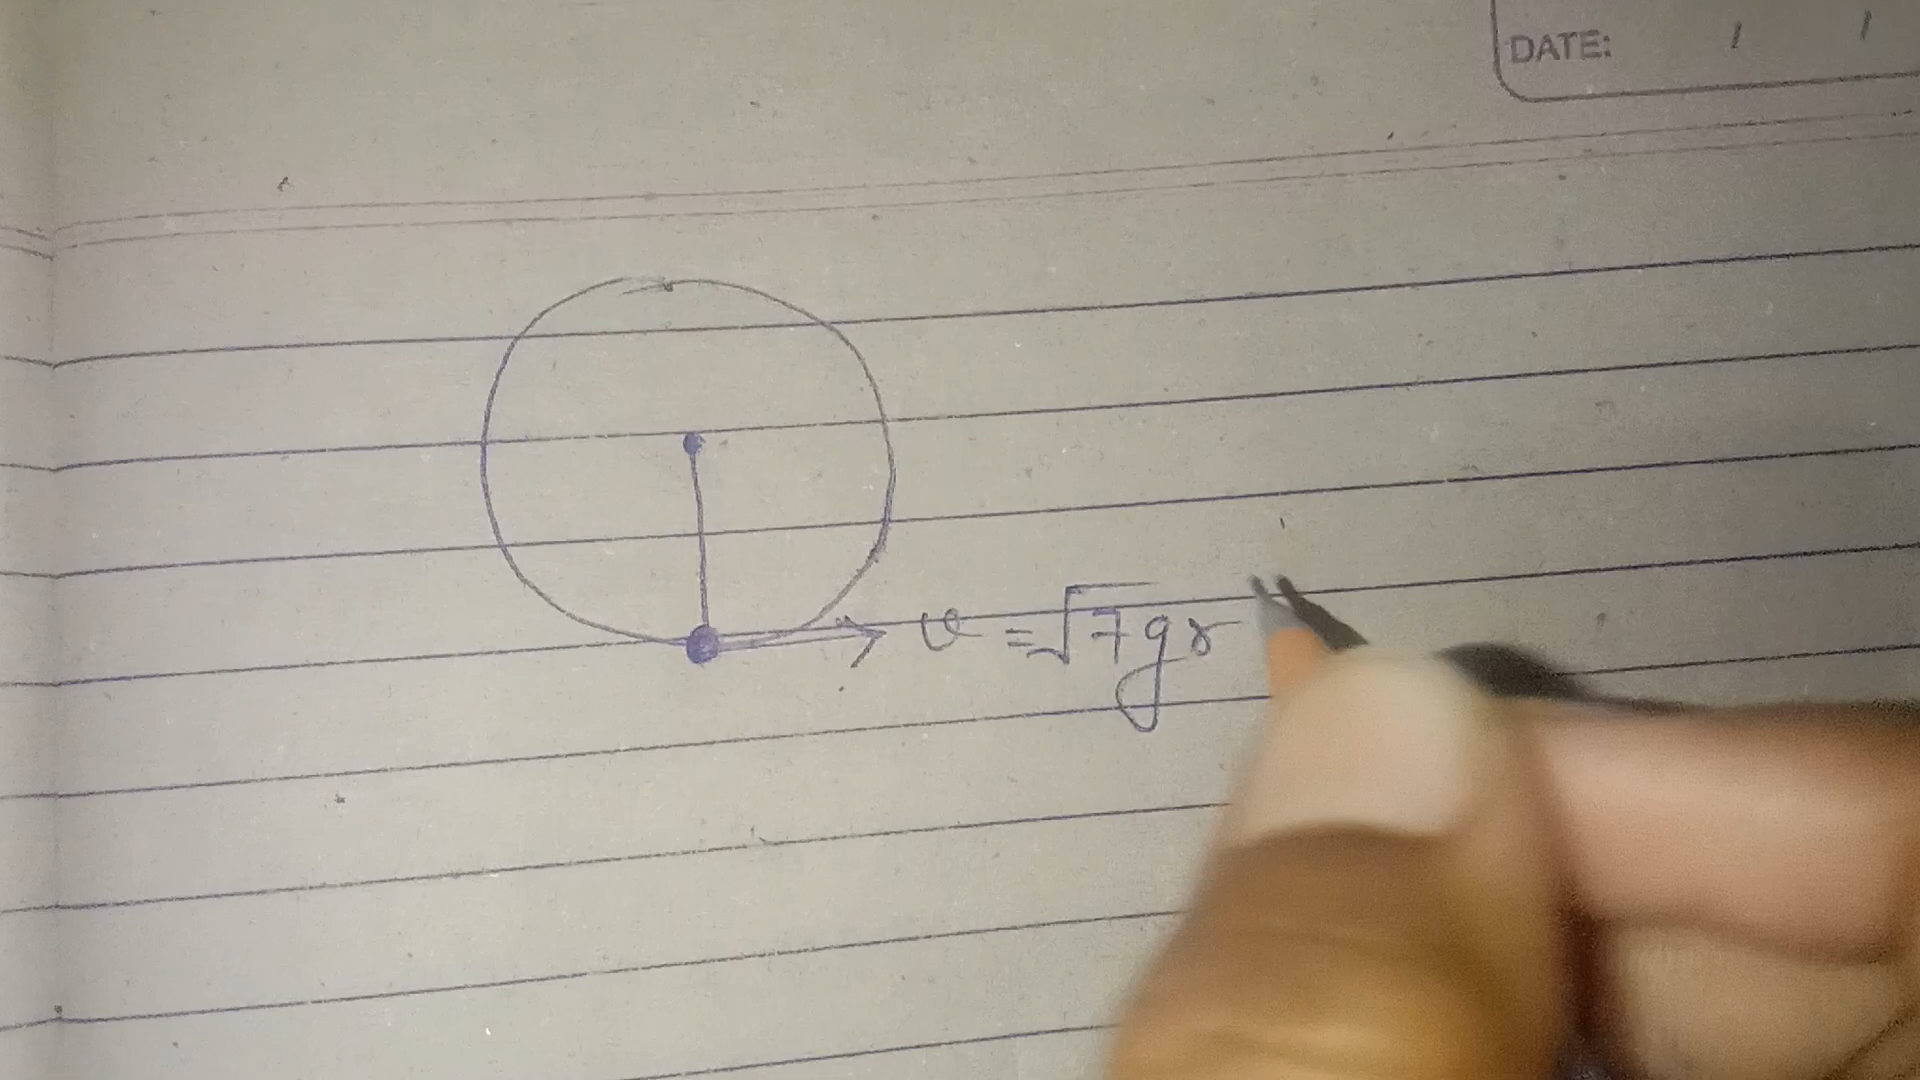 DATE: / /
v = √7gr